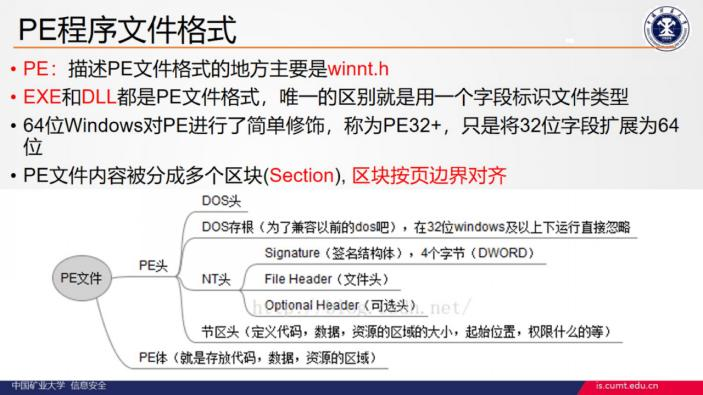 PE程序文件格式
• PE：描述PE文件格式的地方主要是winnt.h
• EXE和DLL都是PE文件格式，唯一的区别就是用一个字段标识文件类型
• 64位Windows对PE进行了简单修饰，称为PE32+，只是将32位字段扩展为64
位
• PE文件内容被分成多个区块(Section), 区块按页边界对齐
DOS头
DOS存根（为了兼容以前的dos吧），在32位windows及以上下运行直接忽略
Signature（签名结构体），4个字节（DWORD）
PE头
NT头
File Header（文件头）
PE文件
Optional Header（可选头）
节区头（定义代码，数据，资源的区域的大小，起始位置，权限什么的等）
PE体（就是存放代码，数据，资源的区域）
中国矿业大学 信息安全
is.cumt.edu.cn